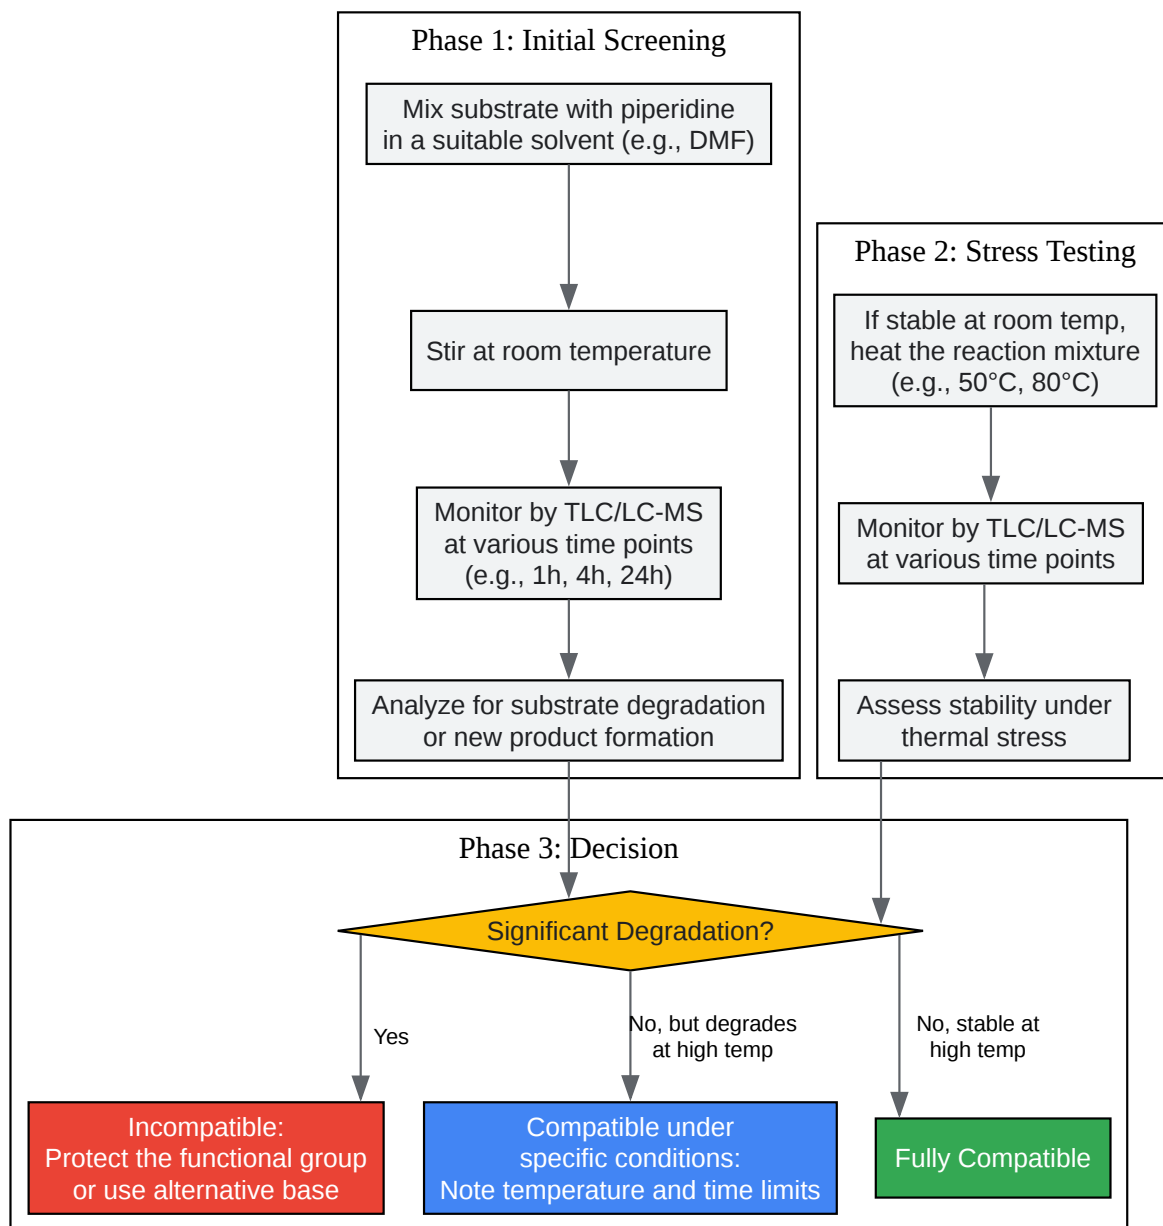 Phase 1: Initial Screening
Mix substrate with piperidine
in a suitable solvent (e.g., DMF)
Stir at room temperature
Monitor by TLC/LC-MS
at various time points
(e.g., 1h, 4h, 24h)
Analyze for substrate degradation
or new product formation
Phase 2: Stress Testing
If stable at room temp,
heat the reaction mixture
(e.g., 50°C, 80°C)
Monitor by TLC/LC-MS
at various time points
Assess stability under
thermal stress
Phase 3: Decision
Significant Degradation?
Yes
No, but degrades
at high temp
No, stable at
high temp
Incompatible:
Protect the functional group
or use alternative base
Compatible under
specific conditions:
Note temperature and time limits
Fully Compatible